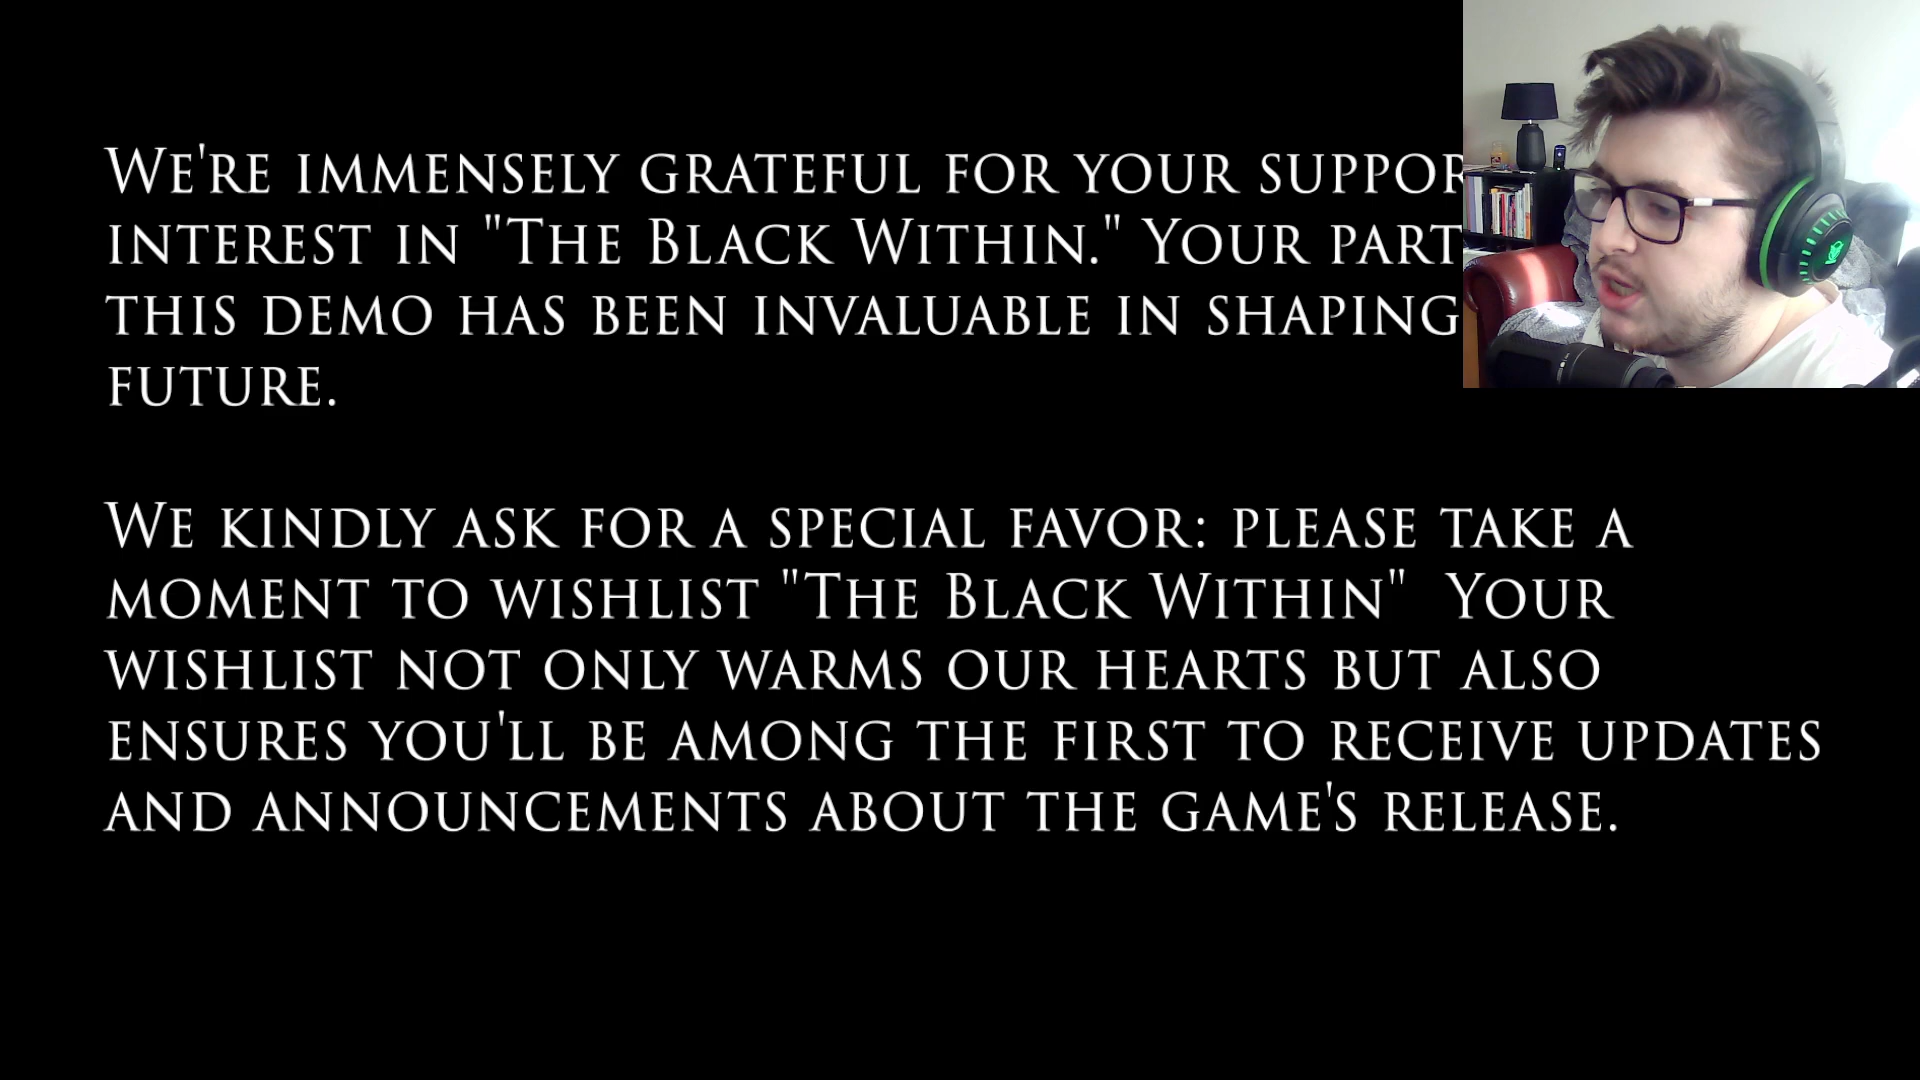 We're immensely grateful for your
interest in "The Black Within." Your
this demo has been invaluable in shaping
future.
We kindly ask for a special favor: please take a
moment to wishlist "The Black Within"  Your
wishlist not only warms our hearts but also
ensures you'll be among the first to receive updates
and announcements about the game's release.